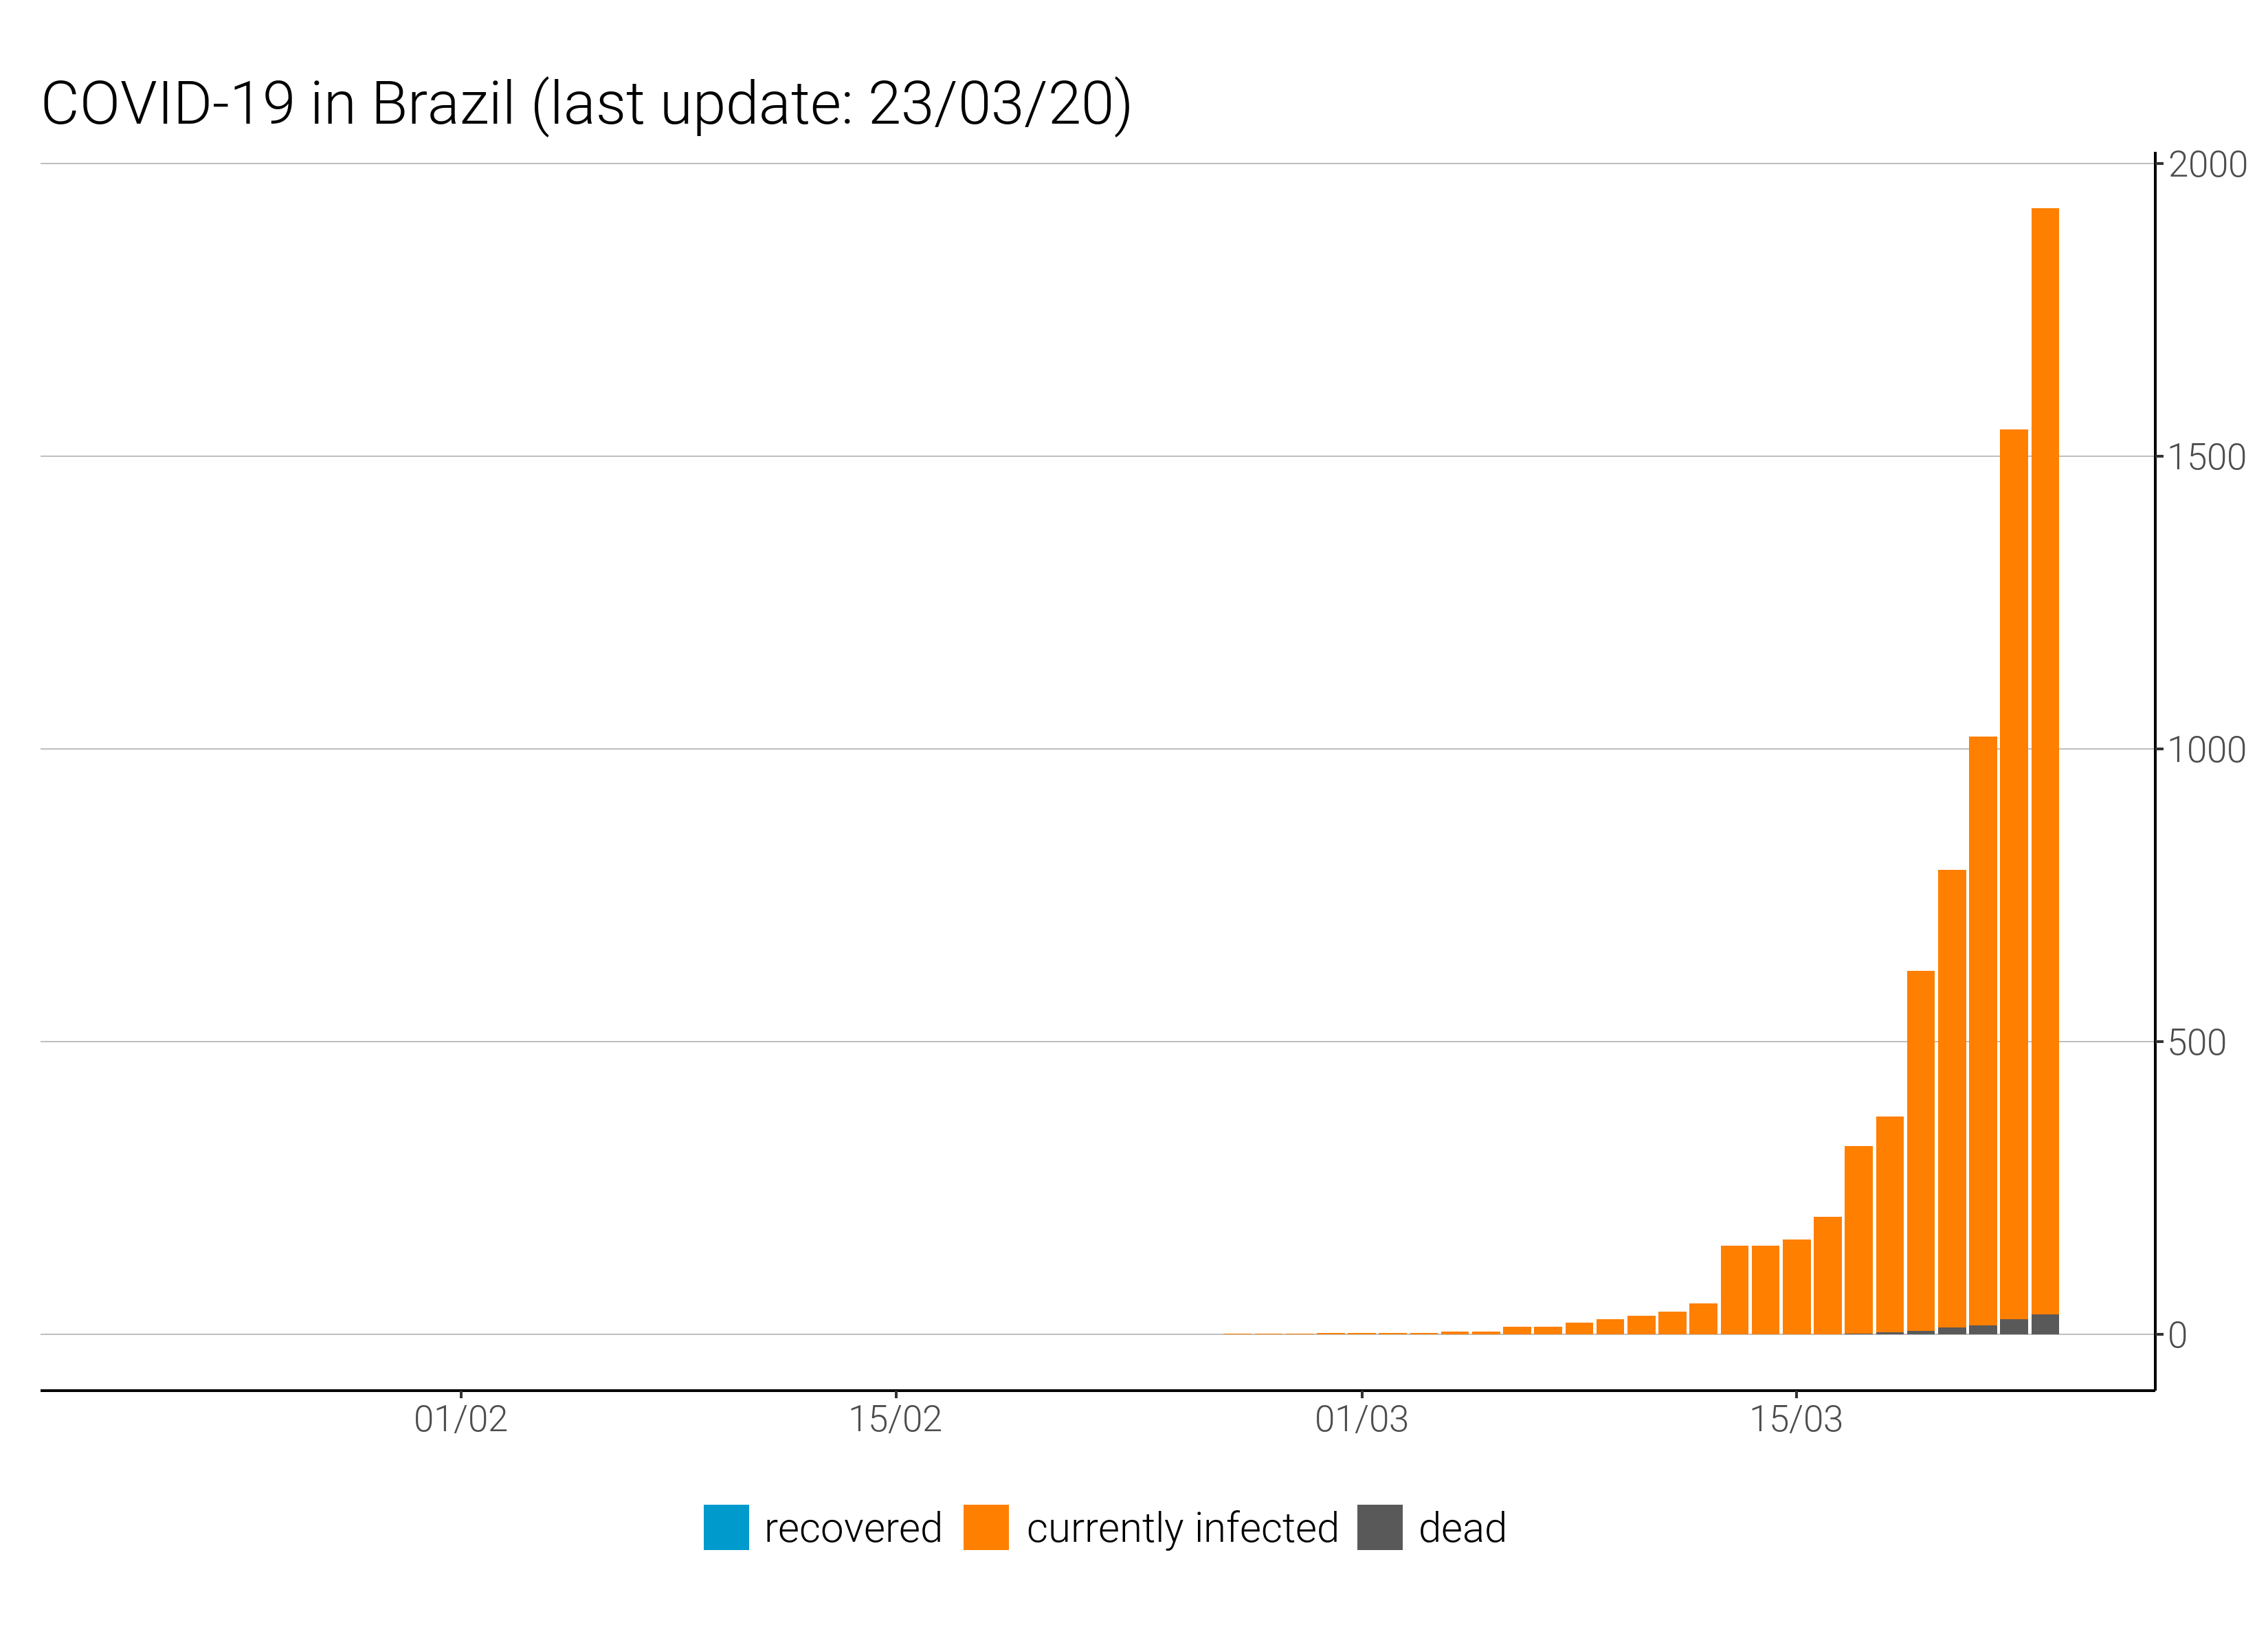 COVID-19 in Brazil (last update: 23/03/20)
2000
1500
1000
500
0
01/02 15/02 01/03 15/03
recovered currently infected dead